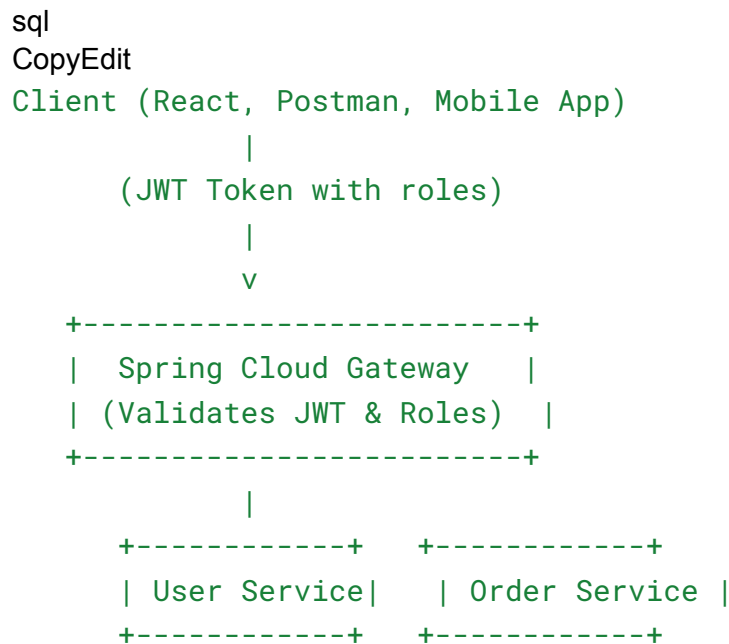 sql
CopyEdit
Client (React, Postman, Mobile App)
             |
      (JWT Token with roles)
             |
             v
   +-------------------------+
   |  Spring Cloud Gateway   |
   | (Validates JWT & Roles)  |
   +-------------------------+
             |
      +------------+   +------------+
      | User Service|   | Order Service |
      +------------+   +------------+